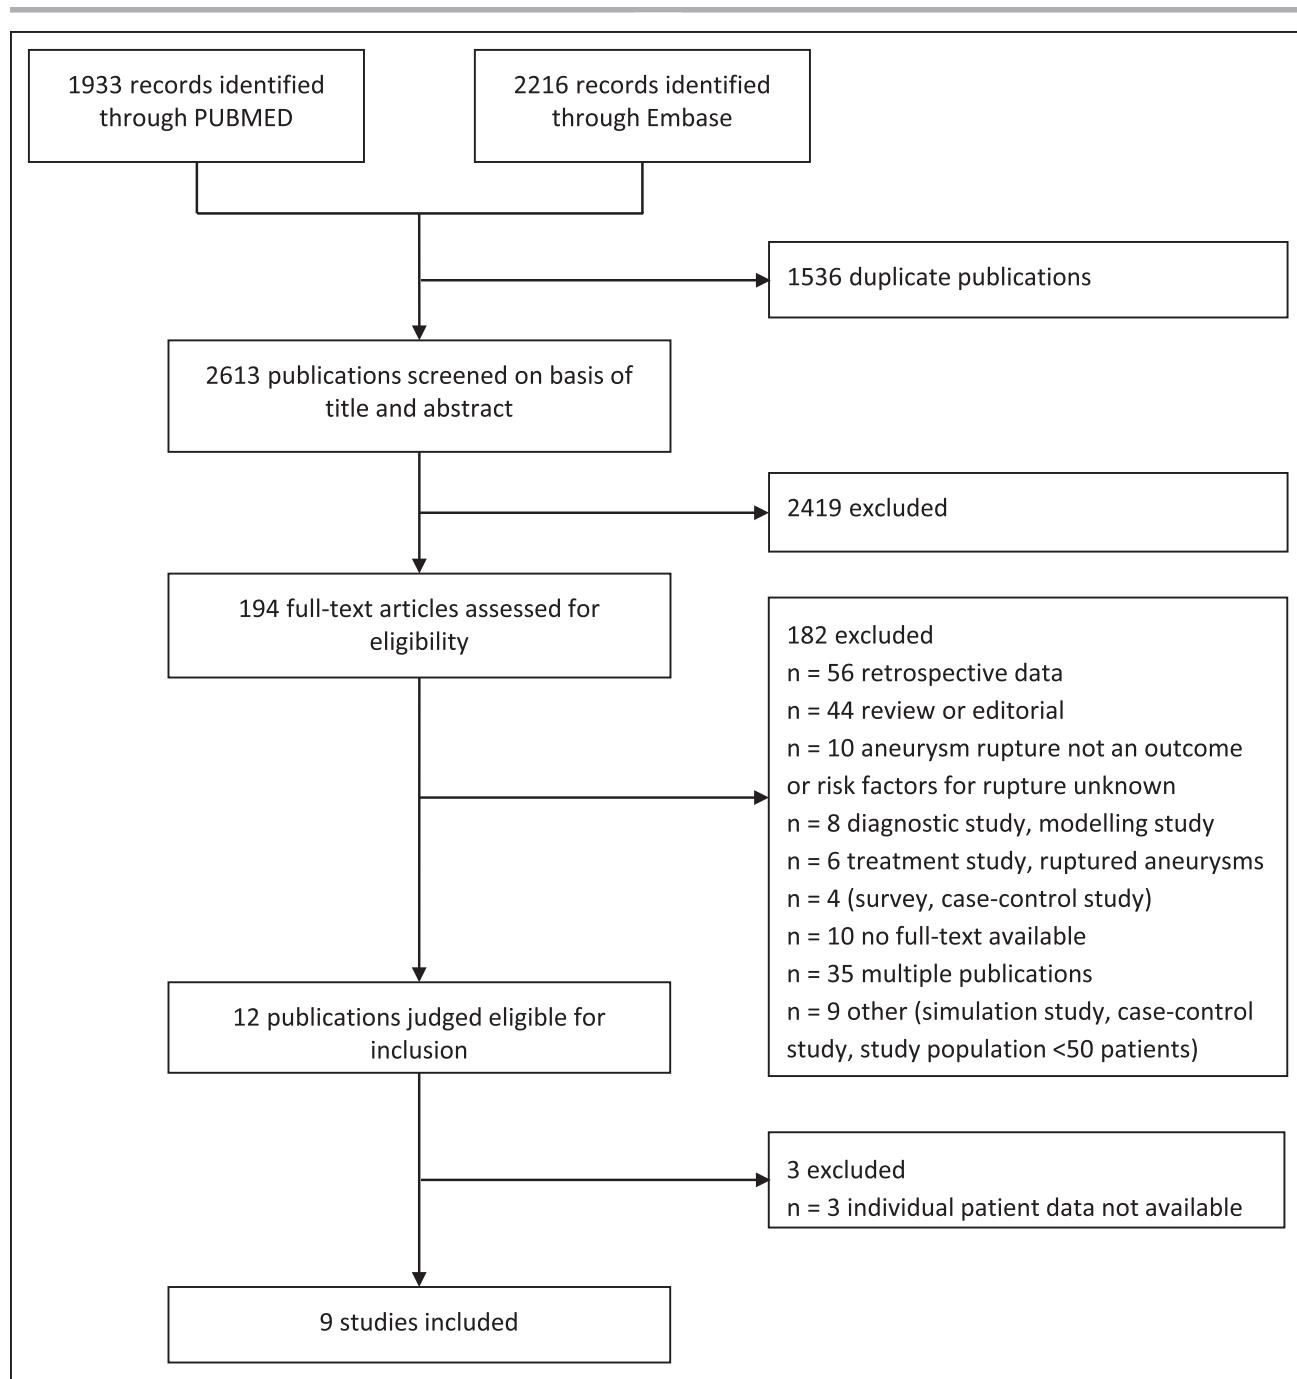 1933 records identified
through PUBMED
2216 records identified
through Embase
1536 duplicate publications
2613 publications screened on basis of
title and abstract
2419 excluded
194 full-text articles assessed for
eligibility
182 excluded
n = 56 retrospective data
n = 44 review or editorial
n = 10 aneurysm rupture not an outcome
or risk factors for rupture unknown
n = 8 diagnostic study, modelling study
n = 6 treatment study, ruptured aneurysms
n = 4 (survey, case-control study)
n = 10 no full-text available
n = 35 multiple publications
n = 9 other (simulation study, case-control
study, study population <50 patients)
12 publications judged eligible for
inclusion
3 excluded
n = 3 individual patient data not available
9 studies included